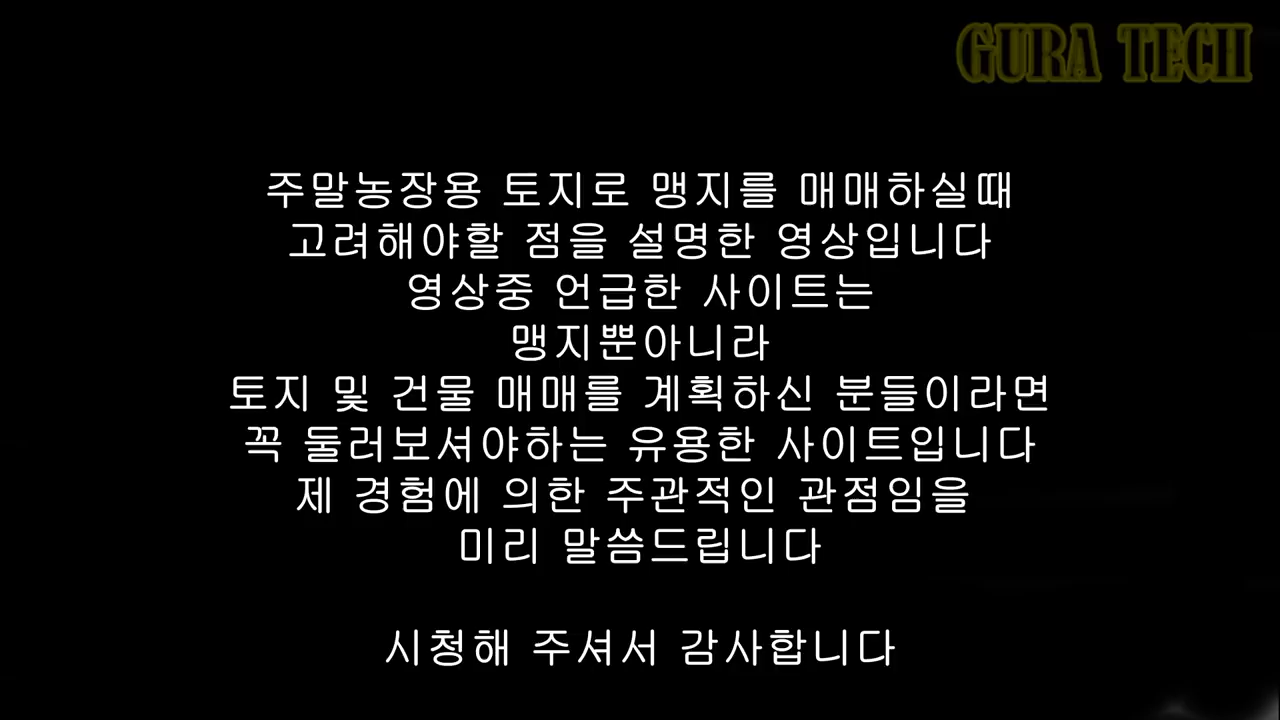 GURA TECH
주말농장용 토지로 맹지를 매매하실때
고려해야할 점을 설명한 영상입니다
영상중 언급한 사이트는
맹지뿐아니라
토지 및 건물 매매를 계획하신 분들이라면
꼭 둘러보셔야하는 유용한 사이트입니다
제 경험에 의한 주관적인 관점임을
미리 말씀드립니다
시청해 주셔서 감사합니다